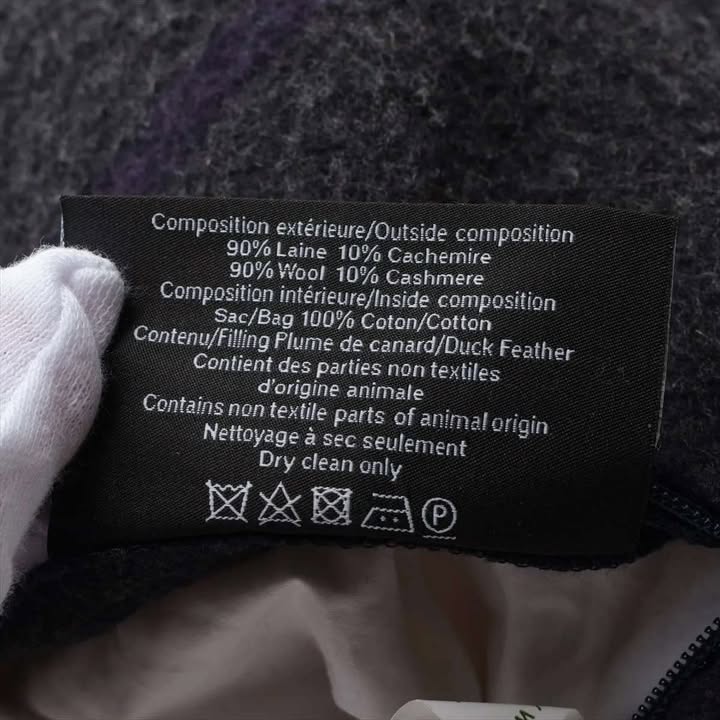 Composition extérieure/Outside composition
90% Laine 10% Cachemire
90% Wool 10% Cashmere
Composition intérieure/Inside composition
Sac/Bag 100% Coton/Cotton
Contenu/Filling Plume de canard/Duck Feather
Contient des parties non textiles
d'origine animale
Contains non textile parts of animal origin
Nettoyage à sec seulement
Dry clean only
P